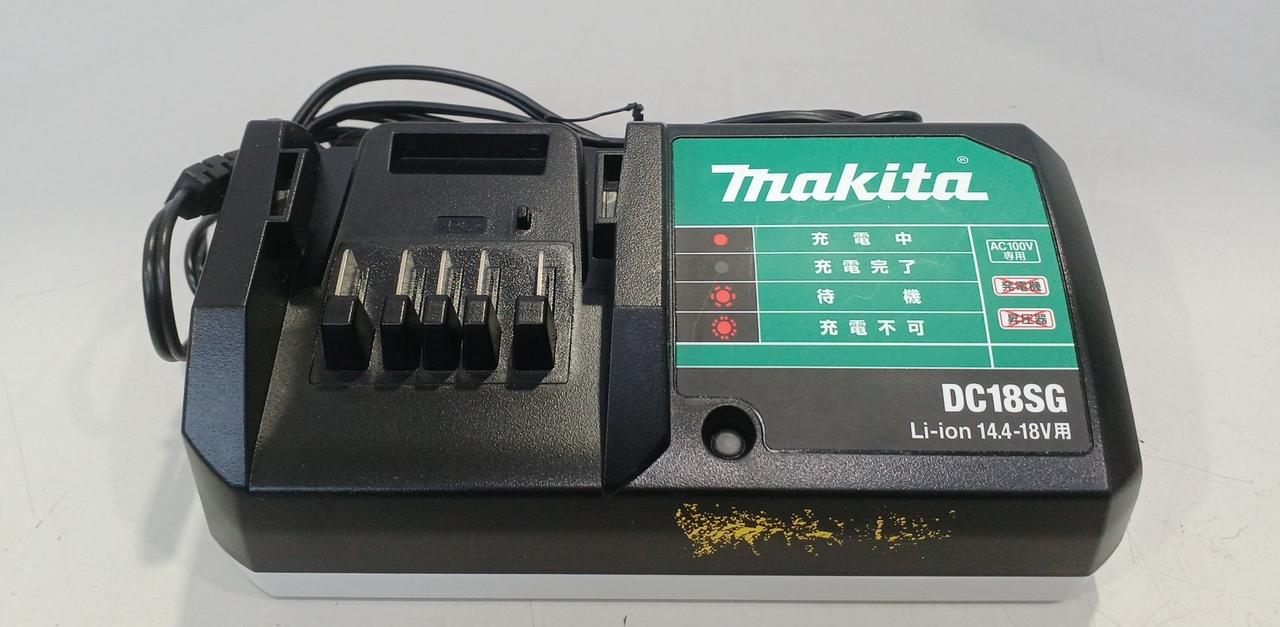 makita®
充電中
充電完了
待機
充電不可
AC100V
専用
発電機
昇圧器
DC18SG
Li-ion 14.4-18V用